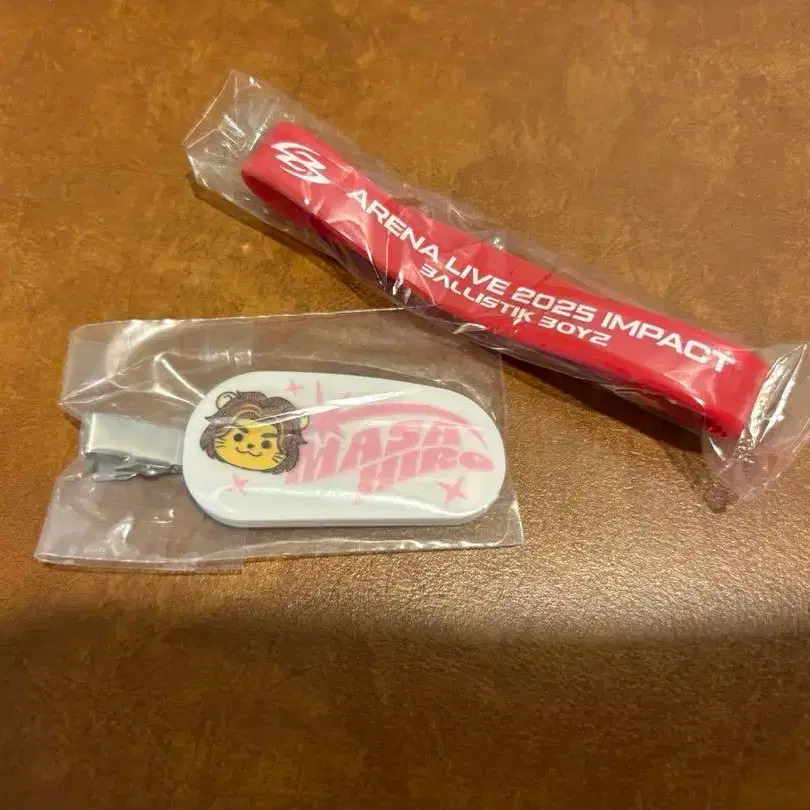 ARENA LIVE 2025 IMPACT
BALLISTIK BOYZ
MASA
HIRO